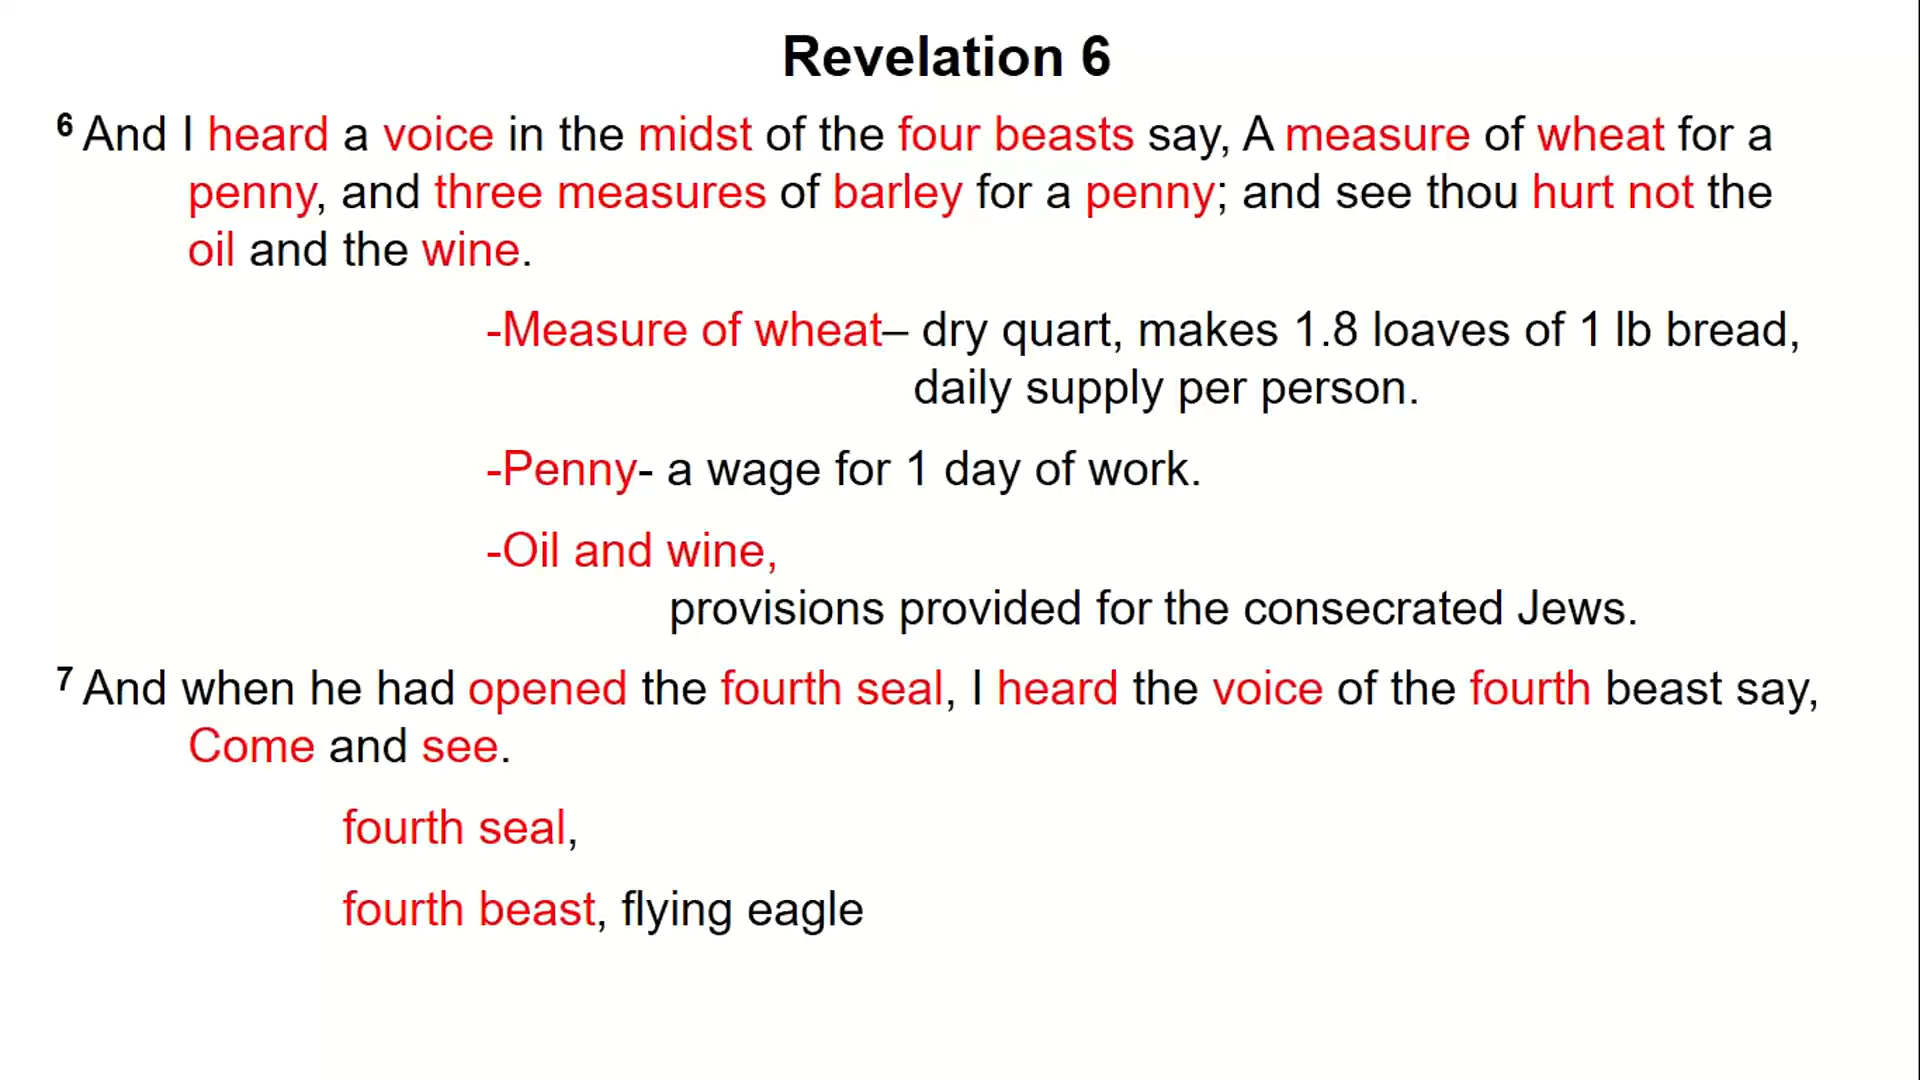 Revelation 6
6 And I heard a voice in the midst of the four beasts say, A measure of wheat for a
penny, and three measures of barley for a penny; and see thou hurt not the
oil and the wine.
-Measure of wheat– dry quart, makes 1.8 loaves of 1 lb bread,
daily supply per person.
-Penny- a wage for 1 day of work.
-Oil and wine,
provisions provided for the consecrated Jews.
7 And when he had opened the fourth seal, I heard the voice of the fourth beast say,
Come and see.
fourth seal,
fourth beast, flying eagle